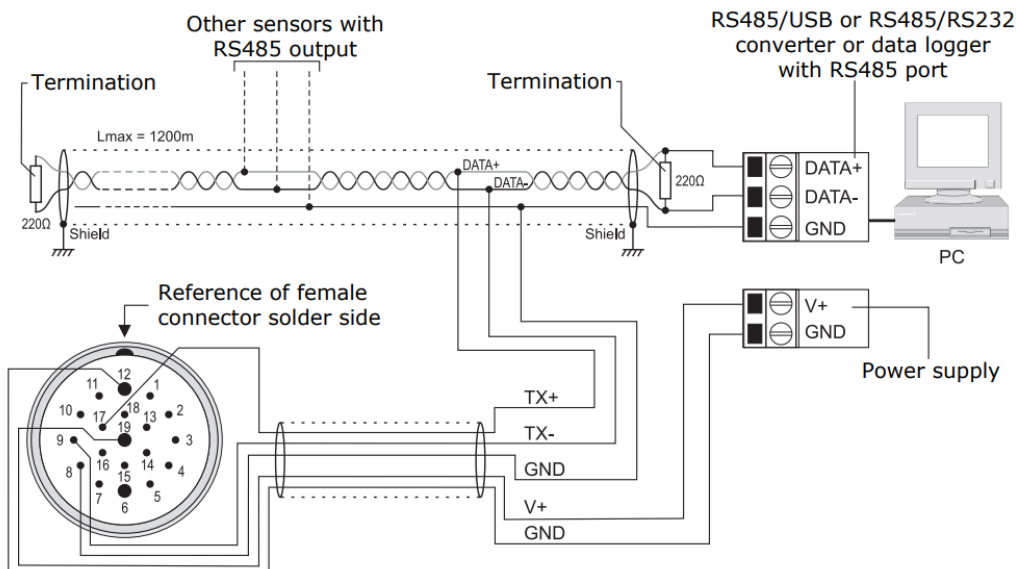 Other sensors with
RS485 output
RS485/USB or RS485/RS232
converter or data logger
with RS485 port
Termination
Termination
Lmax = 1200m
DATA+
DATA-
220Ω
220Ω
Shield
Shield
DATA+
DATA-
GND
PC
Reference of female
connector solder side
V+
GND
Power supply
12
11
1
10
17
18
13
2
9
19
3
8
16
15
14
4
7
6
5
TX+
TX-
GND
V+
GND